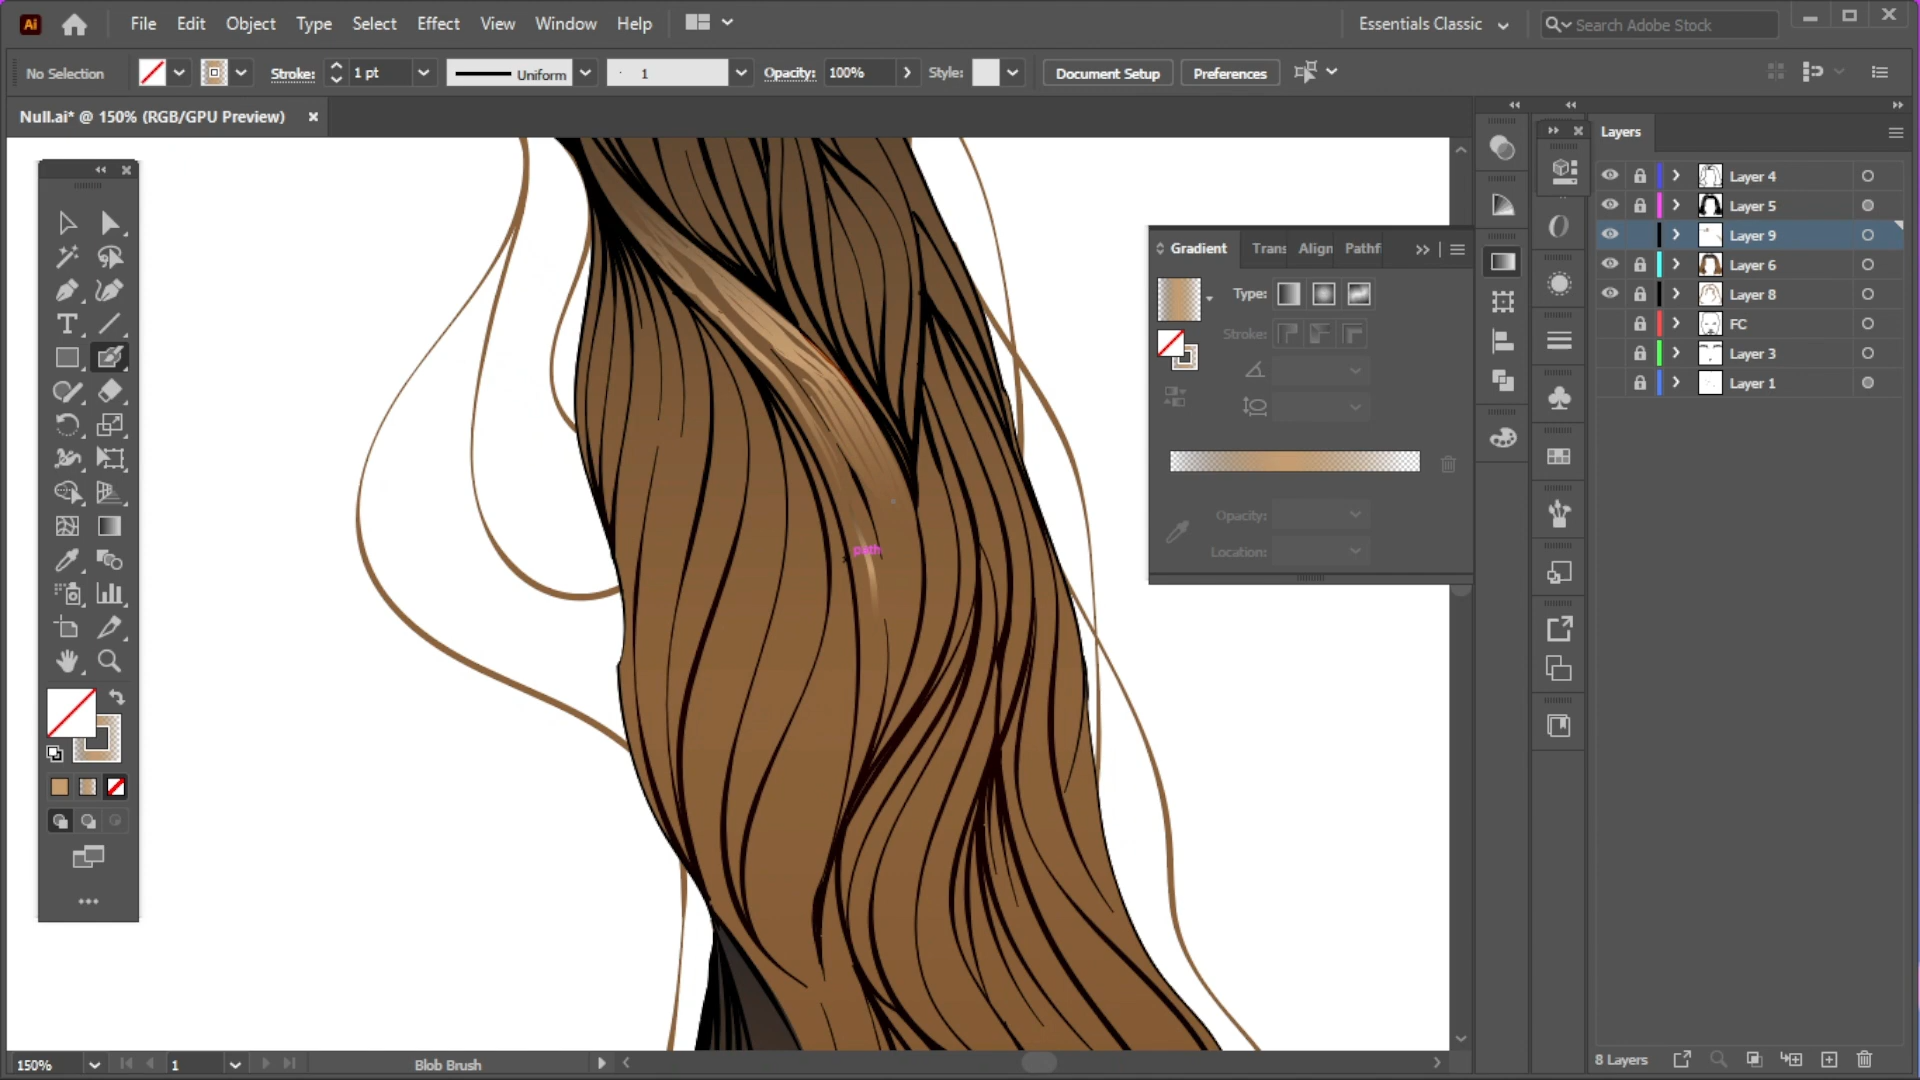 Ai File Edit Object Type Select Effect View Window Help Essentials Classic Search Adobe Stock
No Selection Stroke: 1 pt Uniform 1 Opacity: 100% Style: Document Setup Preferences
Null.ai* @ 150% (RGB/GPU Preview)
Layers
Layer 4
Layer 5
Layer 9
Layer 6
Layer 8
FC
Layer 3
Layer 1
Gradient Trans Align Pathf
Type:
Stroke:
Opacity:
Location:
path
150% 1 Blob Brush 8 Layers